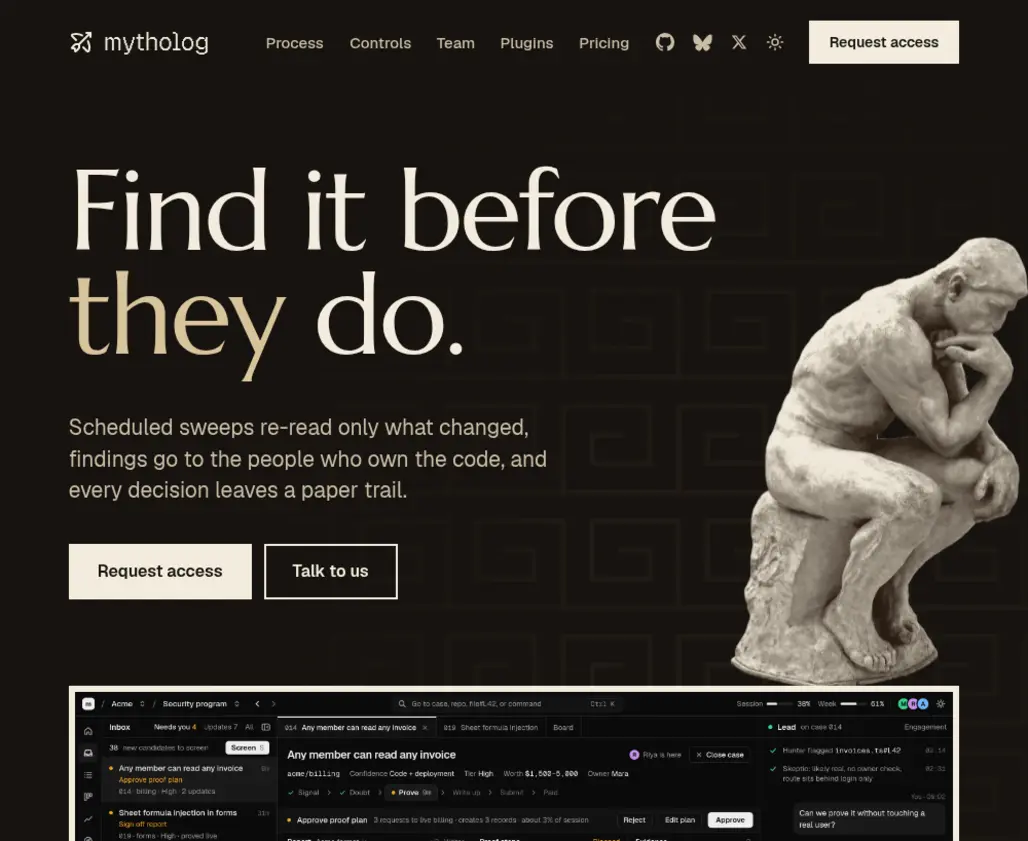 mytholog
Process Controls Team Plugins Pricing
Request access
Find it before
they do.
Scheduled sweeps re-read only what changed,
findings go to the people who own the code, and
every decision leaves a paper trail.
Request access
Talk to us
/ Acme / Security program
Go to case, repo, file#L42, or command
Ctrl K
Session 38% Week 61%
Inbox Needs you 4 Updates 7 All
014 Any member can read any invoice ×
019 Sheet formula injection
Board
Lead on case 014
Engagement
38 new candidates to screen
Screen 5
Any member can read any invoice
Approve proof plan
014 · billing · High · 2 updates
Sheet formula injection in forms
Sign off report
019 · forms · High · proved live
Any member can read any invoice
Riya is here
× Close case
acme/billing Confidence Code + deployment Tier High Worth $1,500-5,000 Owner Mara
Signal > Doubt > Prove 9m > Write up > Submit > Paid
Approve proof plan 3 requests to live billing · creates 3 records · about 3% of session
Reject
Edit plan
Approve
Hunter flagged invoices.ts#L42
Skeptic: likely real, no owner check,
route sits behind login only
Can we prove it without touching a
real user?